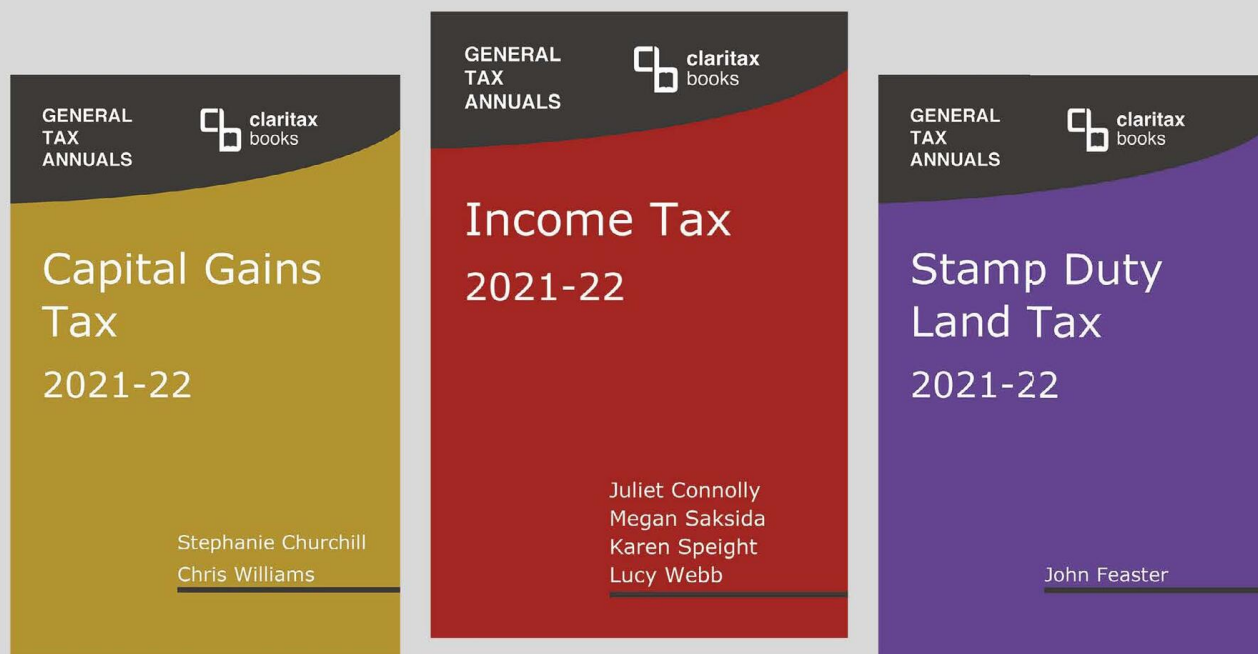 GENERAL
TAX
ANNUALS
claritax
books
Capital Gains
Tax
2021-22
Stephanie Churchill
Chris Williams
GENERAL
TAX
ANNUALS
claritax
books
Income Tax
2021-22
Juliet Connolly
Megan Saksida
Karen Speight
Lucy Webb
GENERAL
TAX
ANNUALS
claritax
books
Stamp Duty
Land Tax
2021-22
John Feaster